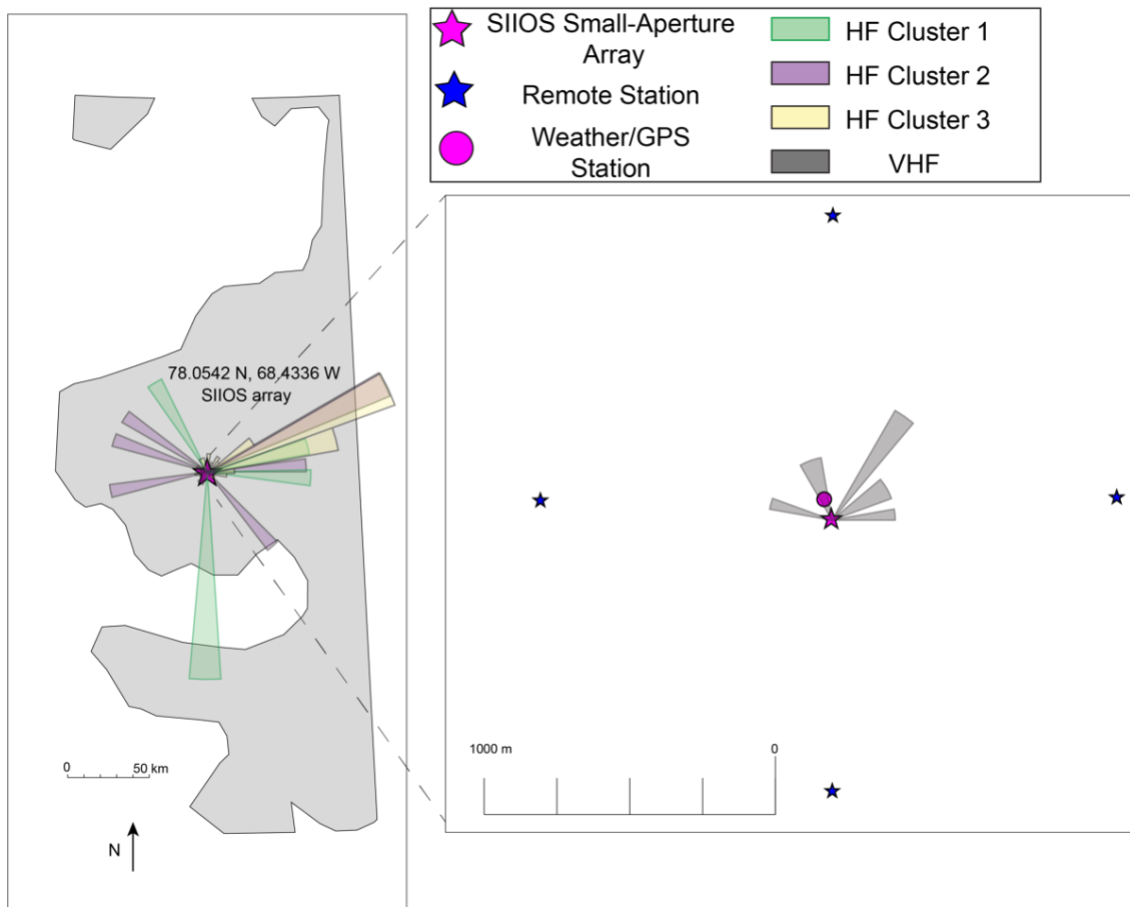 SIIOS Small-Aperture
Array
Remote Station
Weather/GPS
Station
HF Cluster 1
HF Cluster 2
HF Cluster 3
VHF
78.0542 N, 68.4336 W
SIIOS array
0 50 km
N
1000 m 0